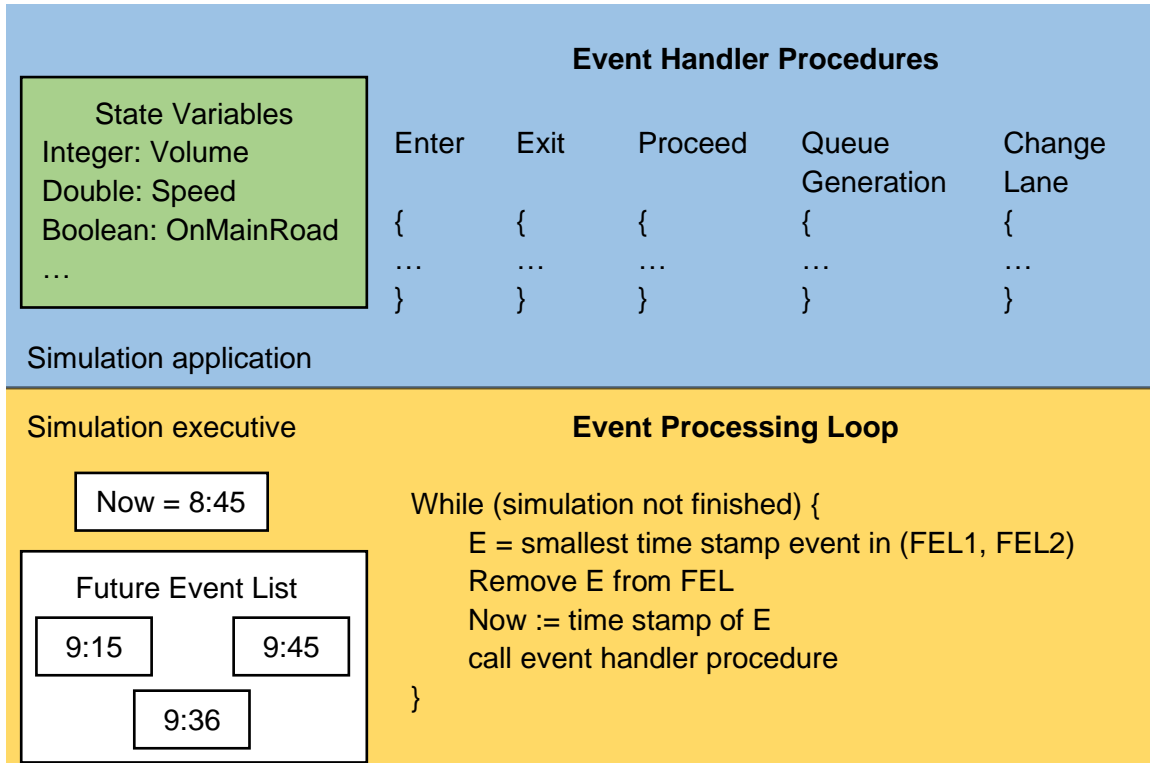 Event Handler Procedures
State Variables
Integer: Volume
Double: Speed
Boolean: OnMainRoad
…
Enter Exit Proceed Queue Change
Generation Lane
{ { { { {
… … … … …
} } } } }
Simulation application
Simulation executive
Event Processing Loop
Now = 8:45
Future Event List
9:15 9:45
9:36
While (simulation not finished) {
E = smallest time stamp event in (FEL1, FEL2)
Remove E from FEL
Now := time stamp of E
call event handler procedure
}